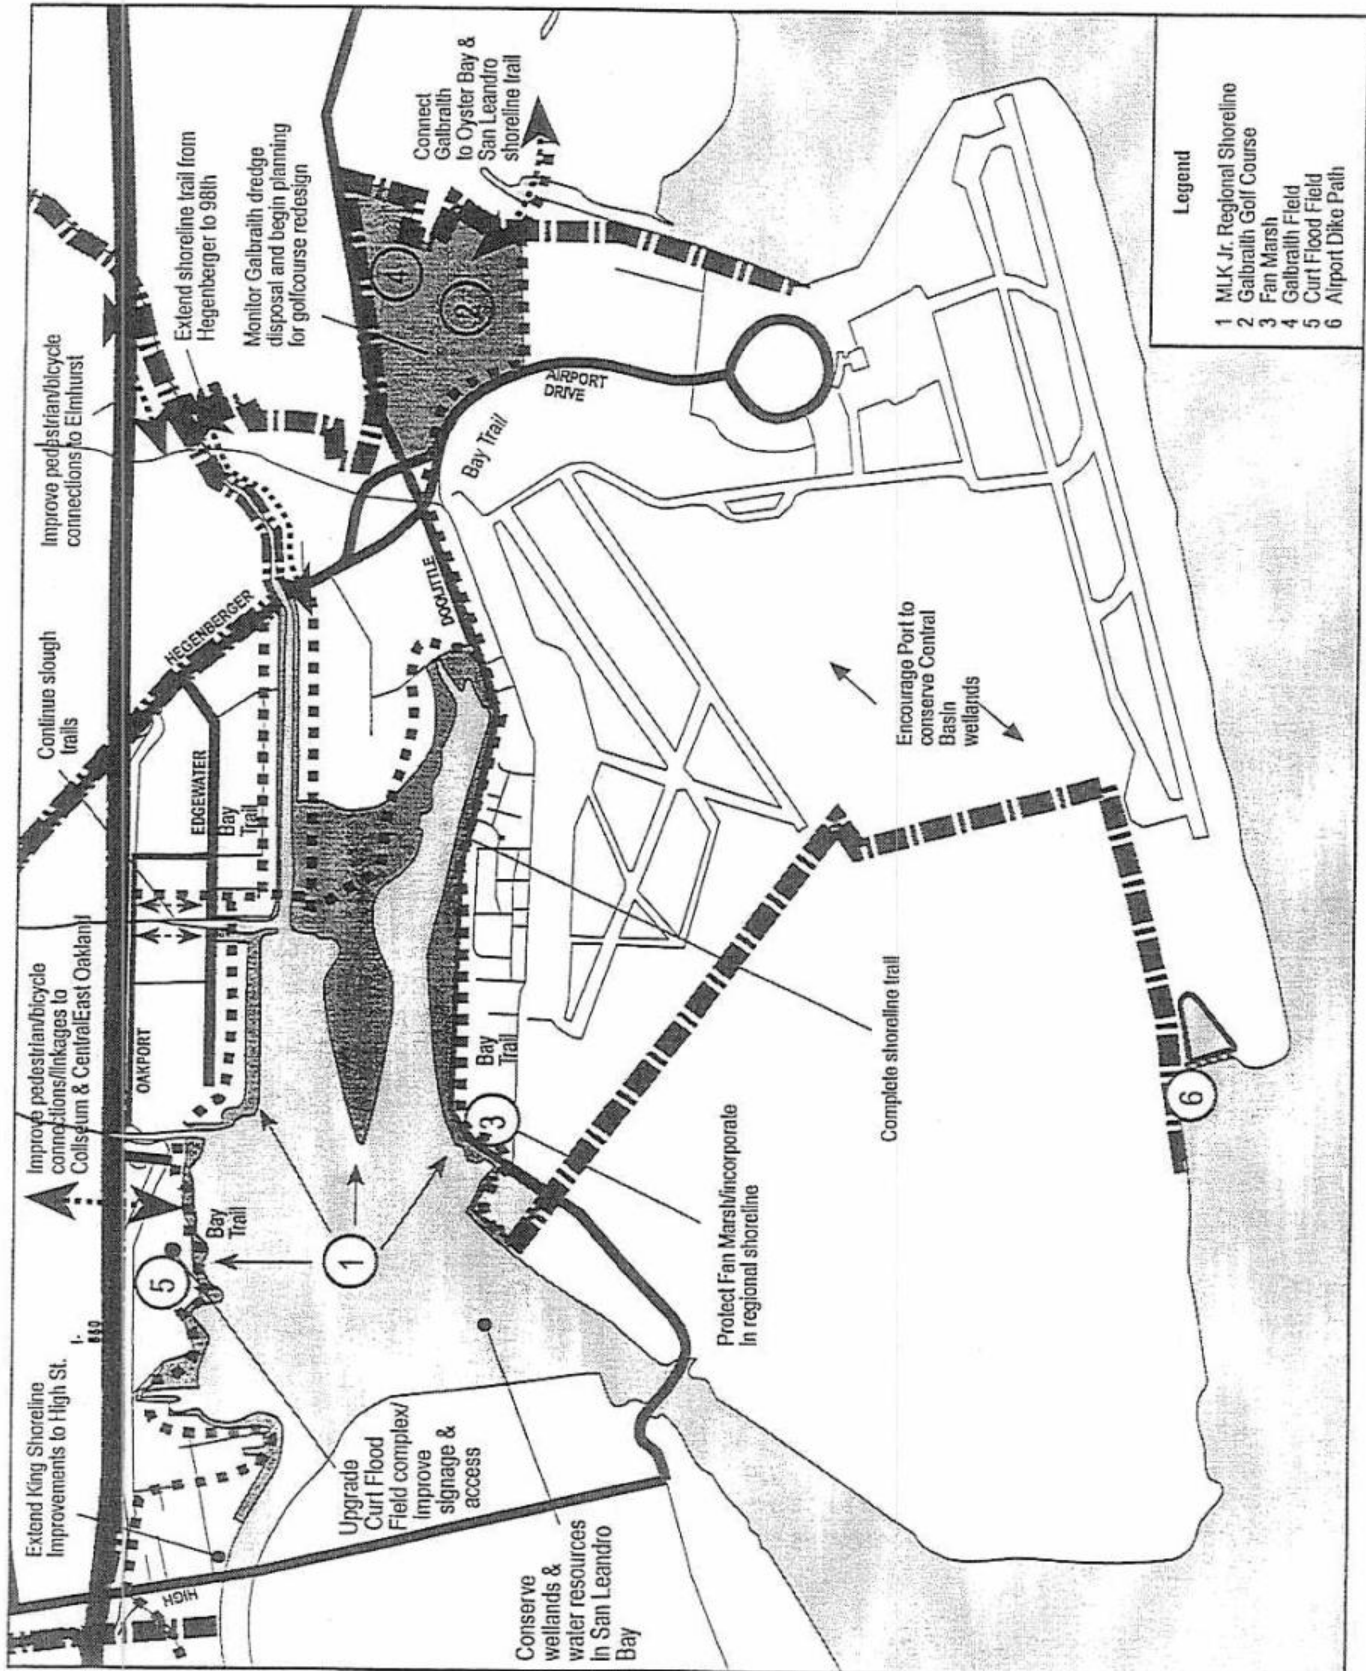 Extend King Shoreline
Improvements to High St.
Improve pedestrian/bicycle
connections/linkages to
Coliseum & Central East Oakland
Continue slough
trails
Improve pedestrian/bicycle
connections to Elmhurst
Extend shoreline trail from
Hegenberger to 98th
Monitor Galbraith dredge
disposal and begin planning
for golfcourse redesign
Connect
Galbraith
to Oyster Bay &
San Leandro
shoreline trail
HIGH
I-
880
OAKPORT
EDGEWATER
HEGENBERGER
DOOLITTLE
AIRPORT
DRIVE
Bay
Trail
Bay
Trail
Bay
Trail
Bay Trail
5
1
3
4
2
6
Upgrade
Curt Flood
Field complex/
Improve
signage &
access
Conserve
wetlands &
water resources
in San Leandro
Bay
Protect Fan Marsh/incorporate
in regional shoreline
Complete shoreline trail
Encourage Port to
conserve Central
Basin
wetlands
Legend
1 MLK Jr. Regional Shoreline
2 Galbraith Golf Course
3 Fan Marsh
4 Galbraith Field
5 Curt Flood Field
6 Airport Dike Path